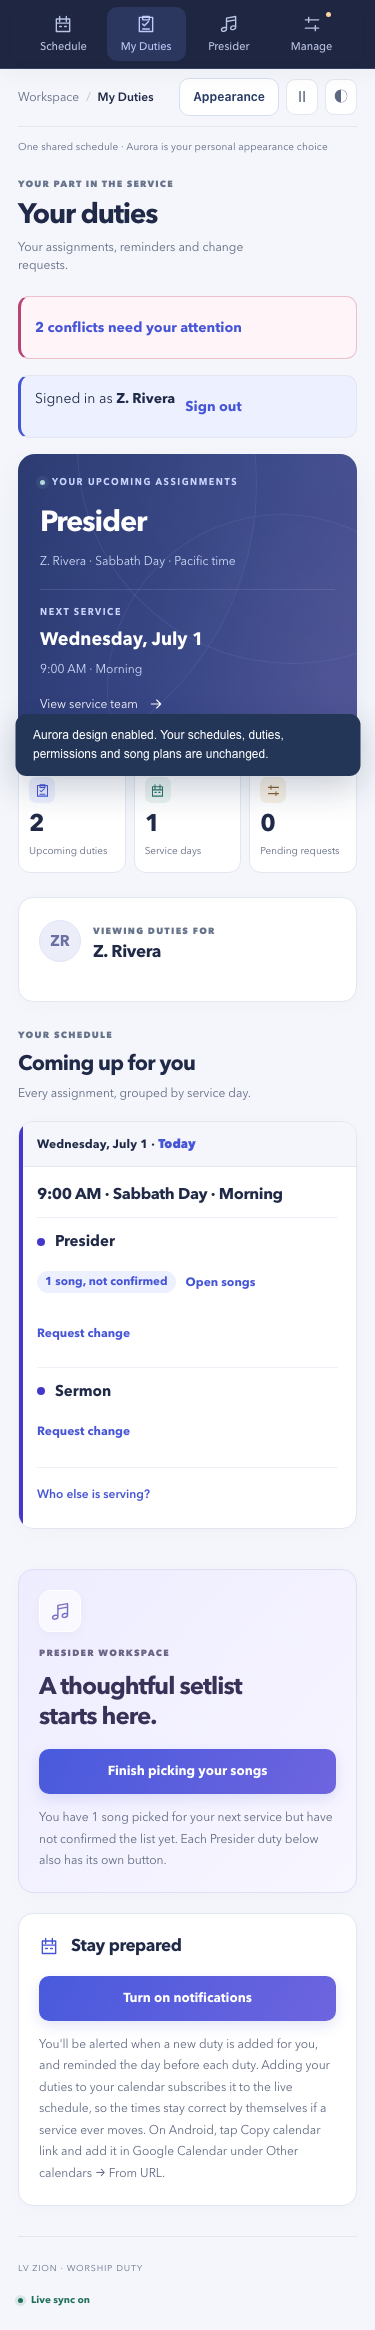 Schedule
My Duties
Presider
Manage
Workspace / My Duties
Appearance
One shared schedule · Aurora is your personal appearance choice
YOUR PART IN THE SERVICE
Your duties
Your assignments, reminders and change
requests.
2 conflicts need your attention
Signed in as Z. Rivera Sign out
YOUR UPCOMING ASSIGNMENTS
Presider
Z. Rivera · Sabbath Day · Pacific time
NEXT SERVICE
Wednesday, July 1
9:00 AM · Morning
View service team →
Aurora design enabled. Your schedules, duties,
permissions and song plans are unchanged.
2
Upcoming duties
1
Service days
0
Pending requests
ZR
VIEWING DUTIES FOR
Z. Rivera
YOUR SCHEDULE
Coming up for you
Every assignment, grouped by service day.
Wednesday, July 1 · Today
9:00 AM · Sabbath Day · Morning
Presider
1 song, not confirmed Open songs
Request change
Sermon
Request change
Who else is serving?
PRESIDER WORKSPACE
A thoughtful setlist
starts here.
Finish picking your songs
You have 1 song picked for your next service but have
not confirmed the list yet. Each Presider duty below
also has its own button.
Stay prepared
Turn on notifications
You'll be alerted when a new duty is added for you,
and reminded the day before each duty. Adding your
duties to your calendar subscribes it to the live
schedule, so the times stay correct by themselves if a
service ever moves. On Android, tap Copy calendar
link and add it in Google Calendar under Other
calendars → From URL.
LV ZION · WORSHIP DUTY
Live sync on